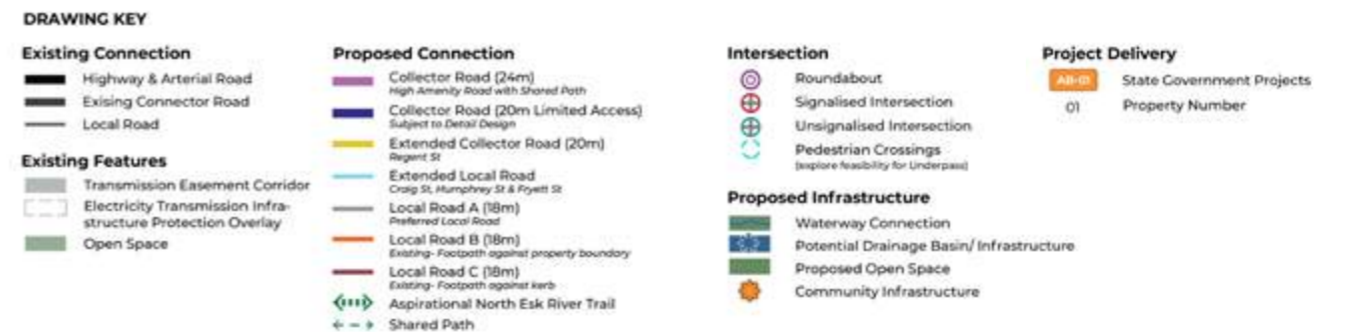 DRAWING KEY
Existing Connection
Highway & Arterial Road
Exising Connector Road
Local Road
Existing Features
Transmission Easement Corridor
Electricity Transmission Infra-
structure Protection Overlay
Open Space
Proposed Connection
Collector Road (24m)
High Amenity Road with Shared Path
Collector Road (20m Limited Access)
Subject to Detail Design
Extended Collector Road (20m)
Regent St
Extended Local Road
Craig St, Humphrey St & Fryett St
Local Road A (18m)
Preferred Local Road
Local Road B (18m)
Existing- Footpath against property boundary
Local Road C (18m)
Existing- Footpath against kerb
Aspirational North Esk River Trail
Shared Path
Intersection
Roundabout
Signalised Intersection
Unsignalised Intersection
Pedestrian Crossings
(explore feasibility for Underpass)
Proposed Infrastructure
Waterway Connection
Potential Drainage Basin/ Infrastructure
Proposed Open Space
Community Infrastructure
Project Delivery
AB-01 State Government Projects
01 Property Number